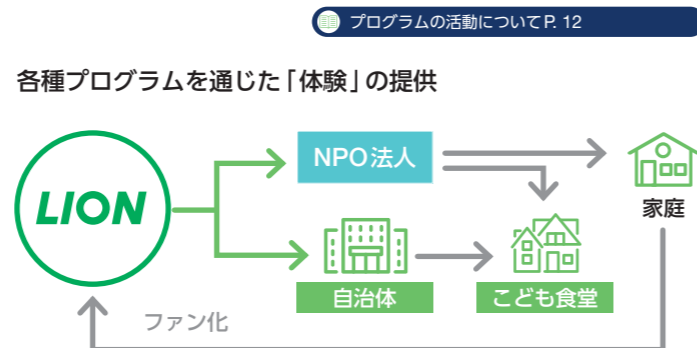 プログラムの活動についてP. 12
各種プログラムを通じた「体験」の提供
LION
NPO法人
家庭
自治体
こども食堂
ファン化